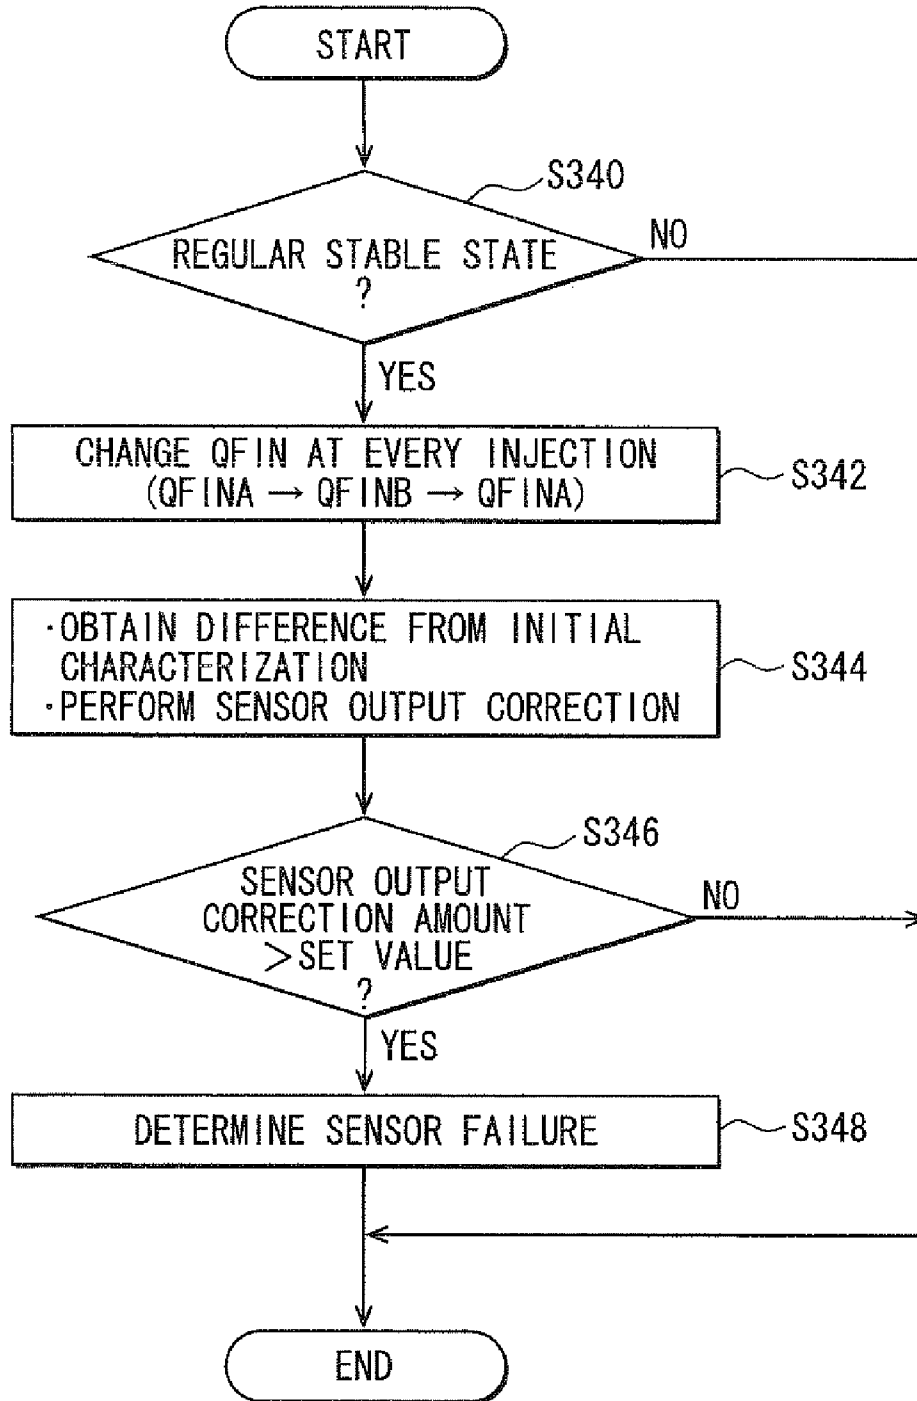 START
S340
REGULAR STABLE STATE
?
NO
YES
CHANGE QFIN AT EVERY INJECTION
(QFINA → QFINB → QFINA)
S342
·OBTAIN DIFFERENCE FROM INITIAL
CHARACTERIZATION
·PERFORM SENSOR OUTPUT CORRECTION
S344
S346
SENSOR OUTPUT
CORRECTION AMOUNT
>SET VALUE
?
NO
YES
DETERMINE SENSOR FAILURE
S348
END